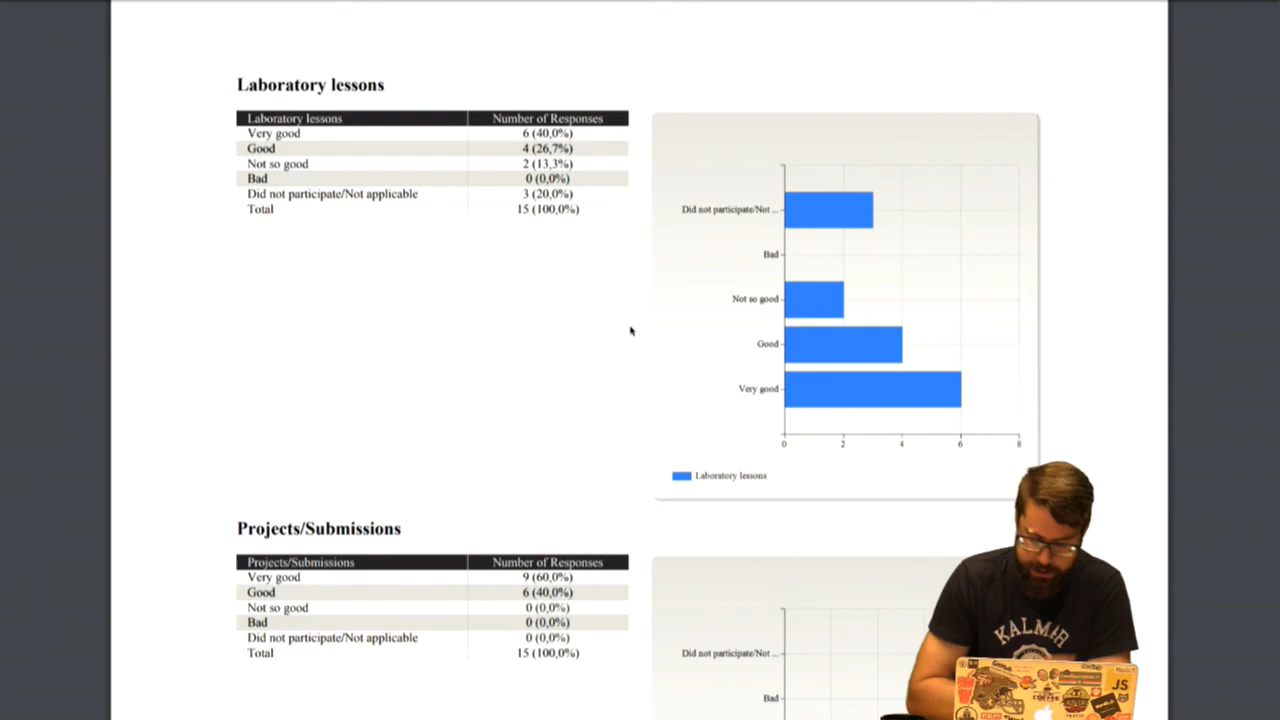 Laboratory lessons
Laboratory lessons Number of Responses
Very good 6 (40,0%)
Good 4 (26,7%)
Not so good 2 (13,3%)
Bad 0 (0,0%)
Did not participate/Not applicable 3 (20,0%)
Total 15 (100,0%)
Did not participate/Not ...
Bad
Not so good
Good
Very good
0 2 4 6 8
Laboratory lessons
Projects/Submissions
Projects/Submissions Number of Responses
Very good 9 (60,0%)
Good 6 (40,0%)
Not so good 0 (0,0%)
Bad 0 (0,0%)
Did not participate/Not applicable 0 (0,0%)
Total 15 (100,0%)
Did not participate/Not ...
Bad
KALMAR
GitHub
JS
COFFEE